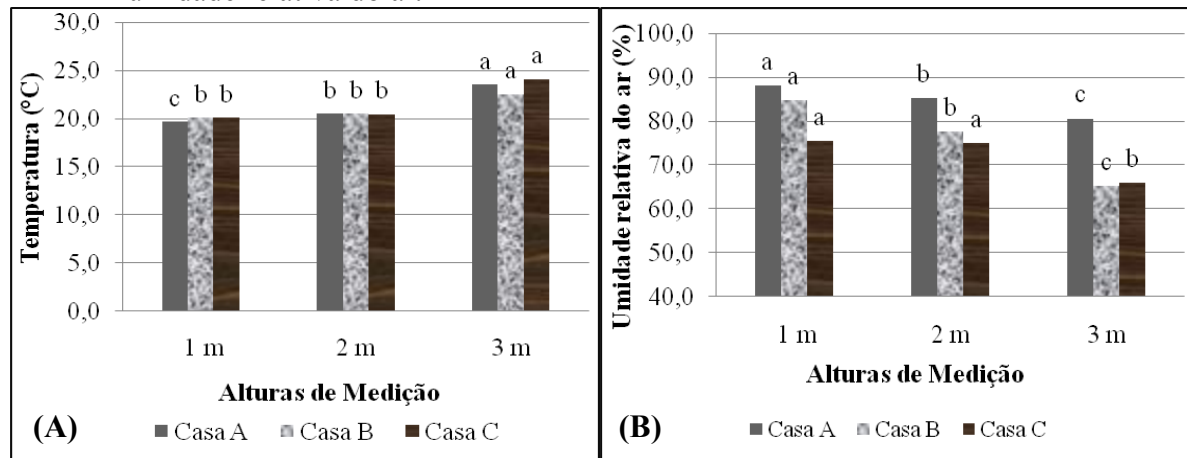 30,0
25,0
20,0
15,0
10,0
5,0
0,0
Temperatura (°C)
c b b
b b b
a a a
1 m 2 m 3 m
Alturas de Medição
(A)
Casa A Casa B Casa C
100,0
90,0
80,0
70,0
60,0
50,0
40,0
Umidade relativa do ar (%)
a a a
b b a
c c b
1 m 2 m 3 m
Alturas de Medição
(B)
Casa A Casa B Casa C